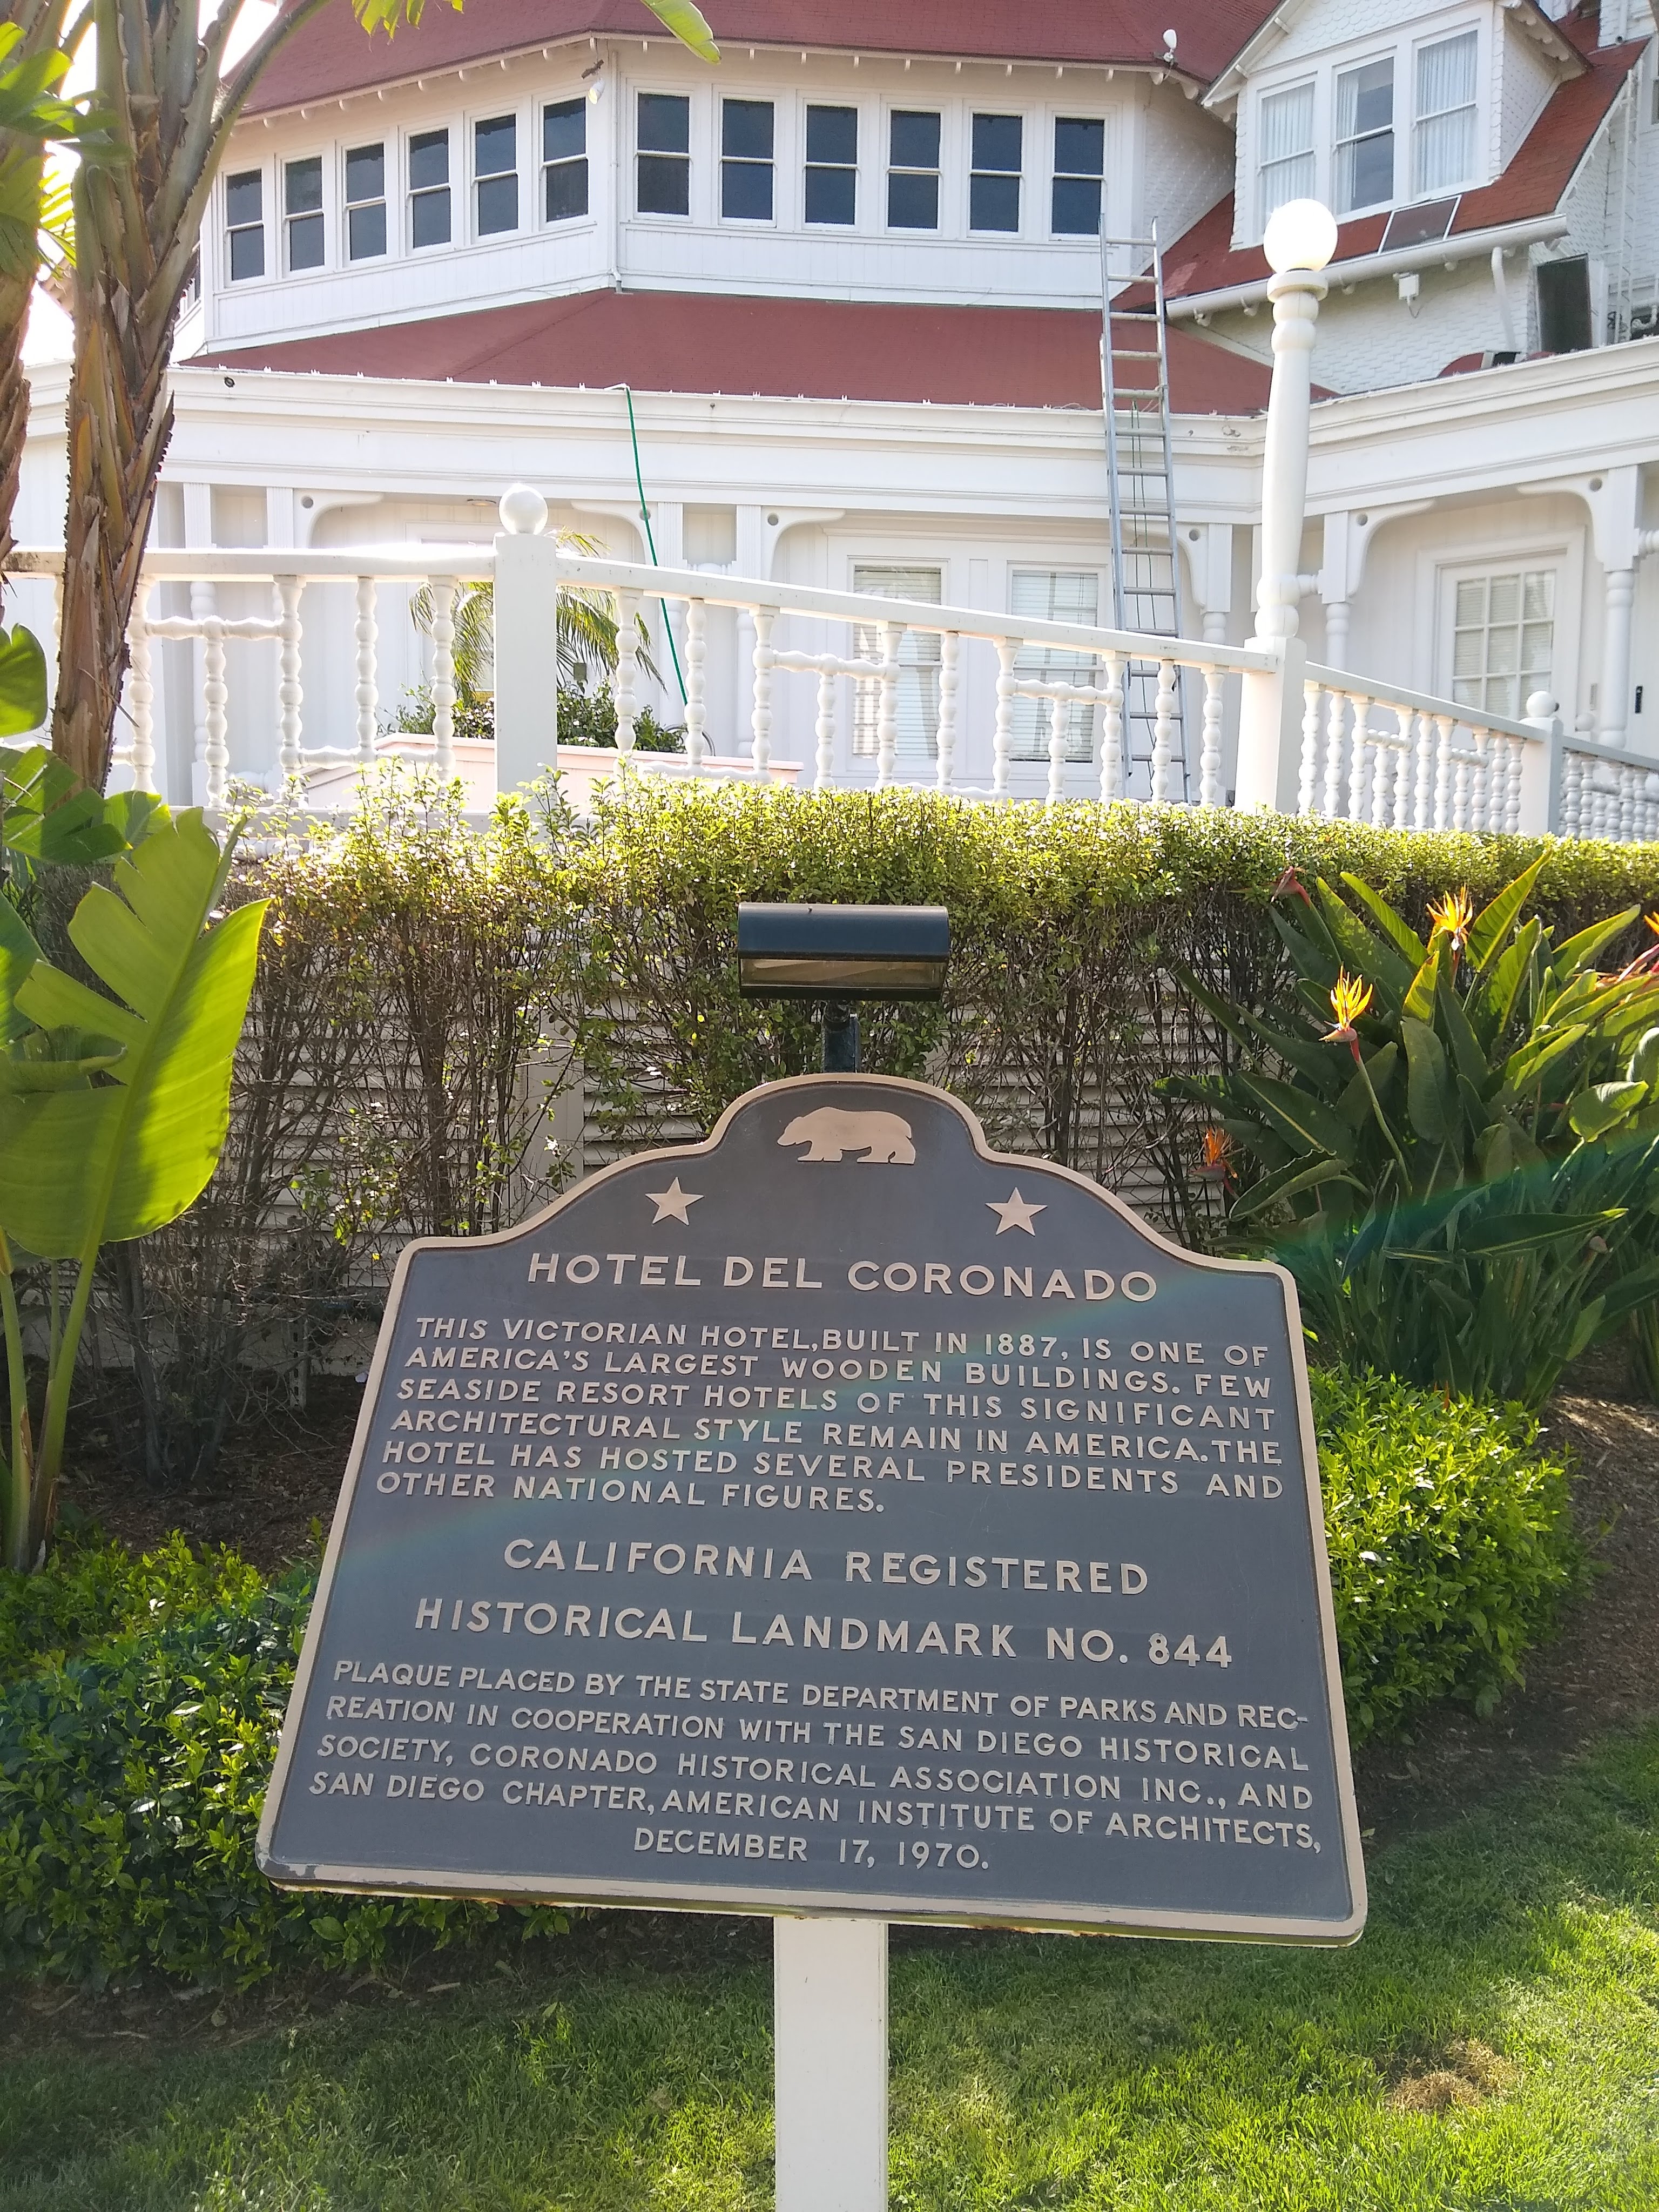 HOTEL DEL CORONADO
THIS VICTORIAN HOTEL, BUILT IN 1887, IS ONE OF
AMERICA'S LARGEST WOODEN BUILDINGS. FEW
SEASIDE RESORT HOTELS OF THIS SIGNIFICANT
ARCHITECTURAL STYLE REMAIN IN AMERICA. THE
HOTEL HAS HOSTED SEVERAL PRESIDENTS AND
OTHER NATIONAL FIGURES.
CALIFORNIA REGISTERED
HISTORICAL LANDMARK NO. 844
PLAQUE PLACED BY THE STATE DEPARTMENT OF PARKS AND REC-
REATION IN COOPERATION WITH THE SAN DIEGO HISTORICAL
SOCIETY, CORONADO HISTORICAL ASSOCIATION INC., AND
SAN DIEGO CHAPTER, AMERICAN INSTITUTE OF ARCHITECTS,
DECEMBER 17, 1970.